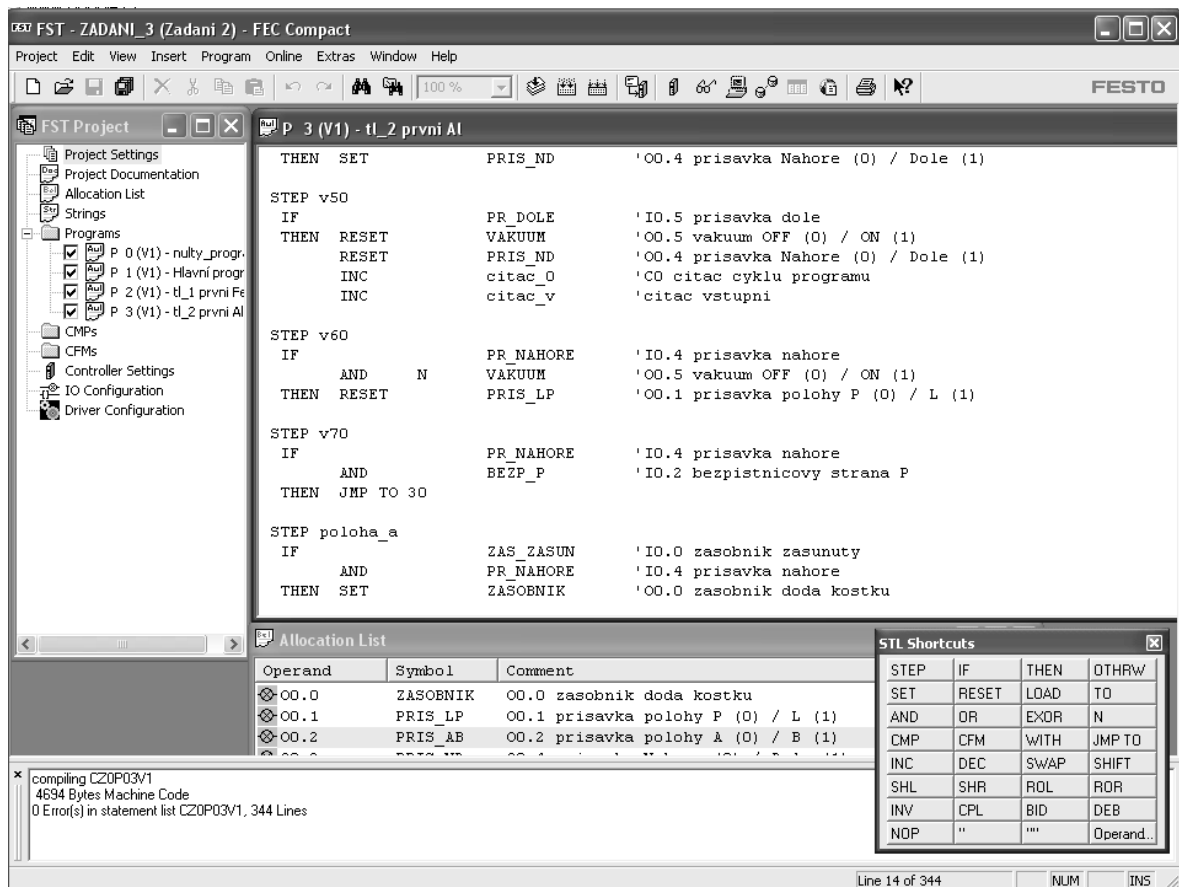 FST - ZADANI_3 (Zadani 2) - FEC Compact
Project Edit View Insert Program Online Extras Window Help
100 %
FESTO
FST Project
Project Settings
Project Documentation
Allocation List
Strings
Programs
P 0 (V1) - nulty_progr
P 1 (V1) - Hlavní progr
P 2 (V1) - tl_1 prvni Fe
P 3 (V1) - tl_2 prvni Al
CMPs
CFMs
Controller Settings
IO Configuration
Driver Configuration
P 3 (V1) - tl_2 prvni Al
THEN SET PRIS_ND 'O0.4 prisavka Nahore (0) / Dole (1)
STEP v50
IF PR_DOLE 'I0.5 prisavka dole
THEN RESET VAKUUM 'O0.5 vakuum OFF (0) / ON (1)
RESET PRIS_ND 'O0.4 prisavka Nahore (0) / Dole (1)
INC citac_0 'C0 citac cyklu programu
INC citac_v 'citac vstupni
STEP v60
IF PR_NAHORE 'I0.4 prisavka nahore
AND N VAKUUM 'O0.5 vakuum OFF (0) / ON (1)
THEN RESET PRIS_LP 'O0.1 prisavka polohy P (0) / L (1)
STEP v70
IF PR_NAHORE 'I0.4 prisavka nahore
AND BEZP_P 'I0.2 bezpistnicovy strana P
THEN JMP TO 30
STEP poloha_a
IF ZAS_ZASUN 'I0.0 zasobnik zasunuty
AND PR_NAHORE 'I0.4 prisavka nahore
THEN SET ZASOBNIK 'O0.0 zasobnik doda kostku
Allocation List
Operand Symbol Comment
O0.0 ZASOBNIK O0.0 zasobnik doda kostku
O0.1 PRIS_LP O0.1 prisavka polohy P (0) / L (1)
O0.2 PRIS_AB O0.2 prisavka polohy A (0) / B (1)
STL Shortcuts
STEP IF THEN OTHRW
SET RESET LOAD TO
AND OR EXOR N
CMP CFM WITH JMP TO
INC DEC SWAP SHIFT
SHL SHR ROL ROR
INV CPL BID DEB
NOP '' '''' Operand..
compiling CZ0P03V1
4694 Bytes Machine Code
0 Error(s) in statement list CZ0P03V1, 344 Lines
Line 14 of 344 NUM INS